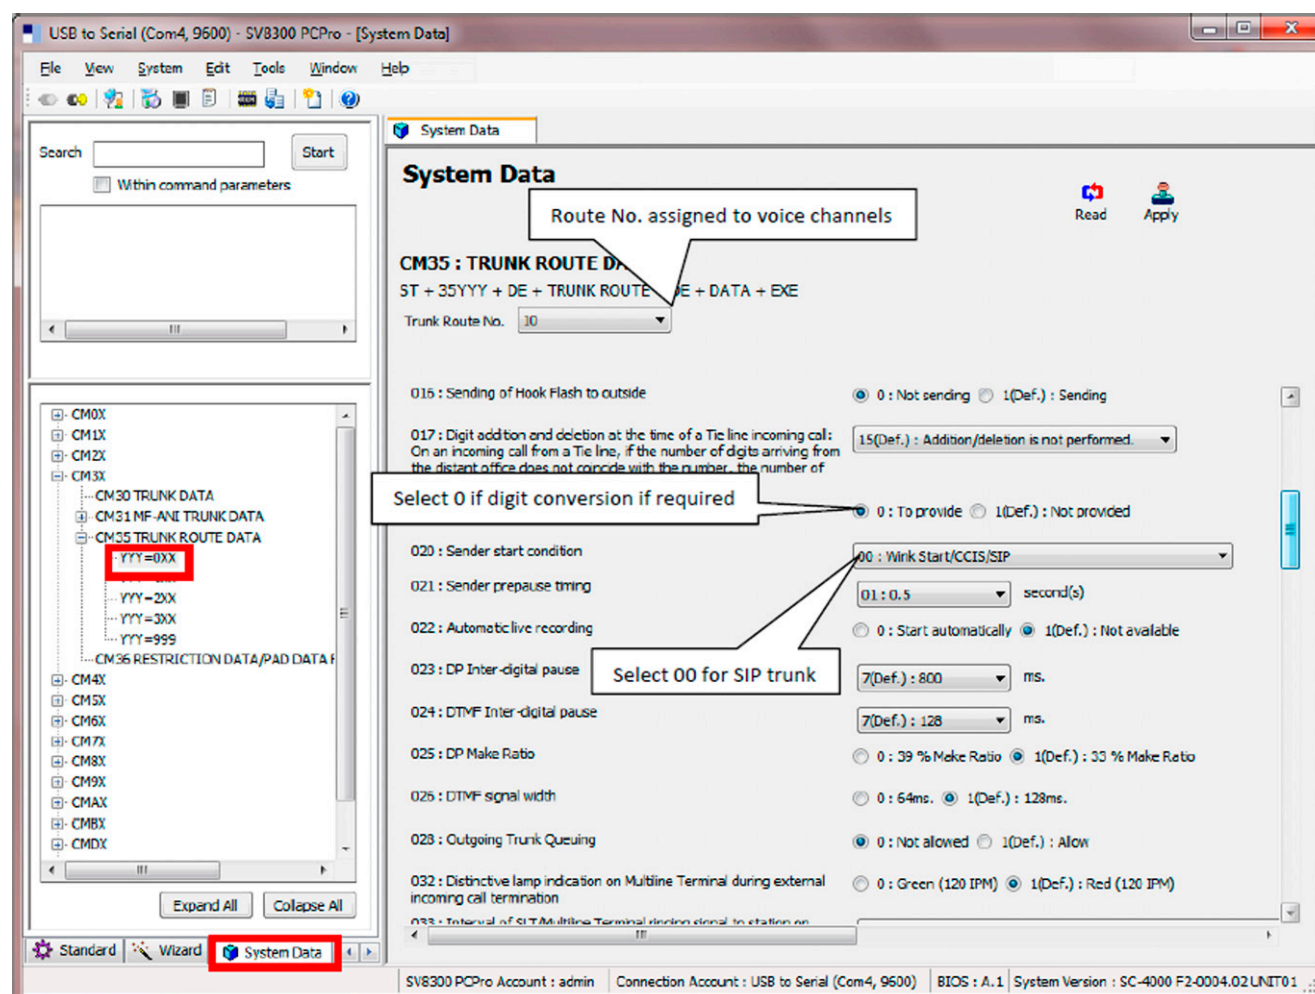 USB to Serial (Com4, 9600) - SV8300 PCPro - [System Data]
File View System Edit Tools Window Help
Search
Start
Within command parameters
CM0X
CM1X
CM2X
CM3X
CM30 TRUNK DATA
CM31 MF-ANI TRUNK DATA
CM35 TRUNK ROUTE DATA
YYY=0XX
YYY=2XX
YYY=3XX
YYY=999
CM36 RESTRICTION DATA/PAD DATA
CM4X
CM5X
CM6X
CM7X
CM8X
CM9X
CMAX
CMBX
CMDX
Expand All Collapse All
Standard Wizard System Data
System Data
System Data
Read Apply
Route No. assigned to voice channels
CM35 : TRUNK ROUTE
ST + 35YYY + DE + TRUNK ROUTE DE + DATA + EXE
Trunk Route No. 10
016 : Sending of Hook Flash to outside 0 : Not sending 1(Def.) : Sending
017 : Digit addition and deletion at the time of a Tie line incoming call: 15(Def.) : Addition/deletion is not performed.
On an incoming call from a Tie line, if the number of digits arriving from
the distant office does not coincide with the number, the number of
Select 0 if digit conversion if required
0 : To provide 1(Def.) : Not provided
020 : Sender start condition 00 : Wink Start/CCIS/SIP
021 : Sender prepause timing 01 : 0.5 second(s)
022 : Automatic live recording 0 : Start automatically 1(Def.) : Not available
Select 00 for SIP trunk
023 : DP Inter-digital pause 7(Def.) : 800 ms.
024 : DTMF Inter-digital pause 7(Def.) : 128 ms.
025 : DP Make Ratio 0 : 39 % Make Ratio 1(Def.) : 33 % Make Ratio
026 : DTMF signal width 0 : 64ms. 1(Def.) : 128ms.
028 : Outgoing Trunk Queuing 0 : Not allowed 1(Def.) : Allow
032 : Distinctive lamp indication on Multiline Terminal during external 0 : Green (120 IPM) 1(Def.) : Red (120 IPM)
incoming call termination
033 : Interval of SLT/Multiline Terminal ringing signal to station on
SV8300 PCPro Account : admin Connection Account : USB to Serial (Com4, 9600) BIOS : A.1 System Version : SC-4000 F2-0004.02 UNIT01